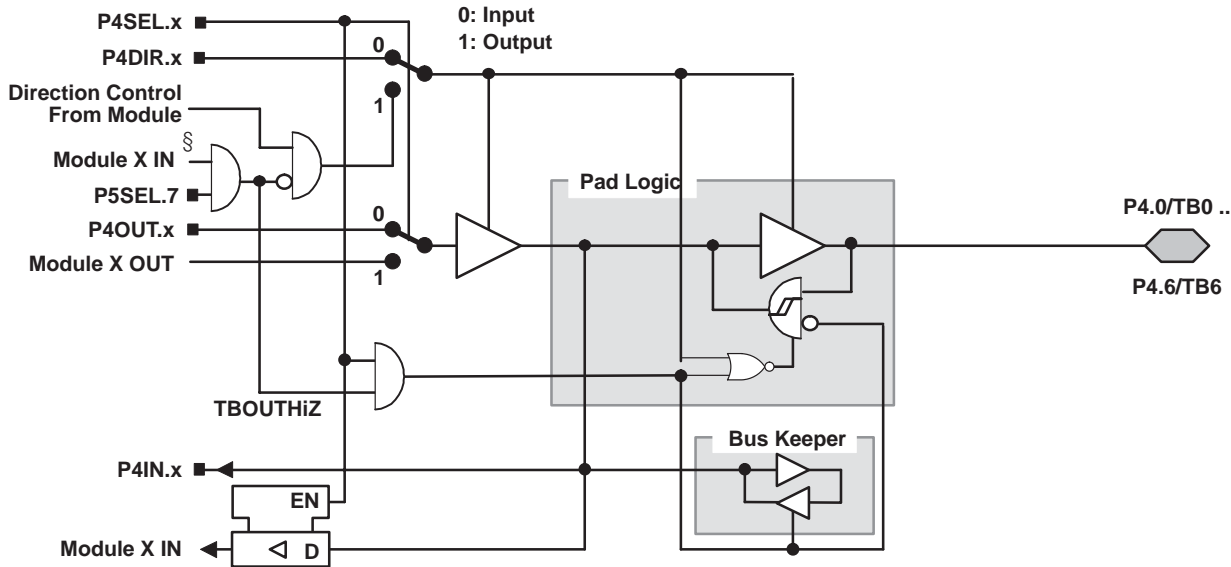 P4SEL.x
0: Input
1: Output
P4DIR.x
0
Direction Control
From Module
1
§
Module X IN
P5SEL.7
Pad Logic
P4OUT.x
0
P4.0/TB0 ..
Module X OUT
1
P4.6/TB6
TBOUTHiZ
Bus Keeper
P4IN.x
EN
Module X IN
D